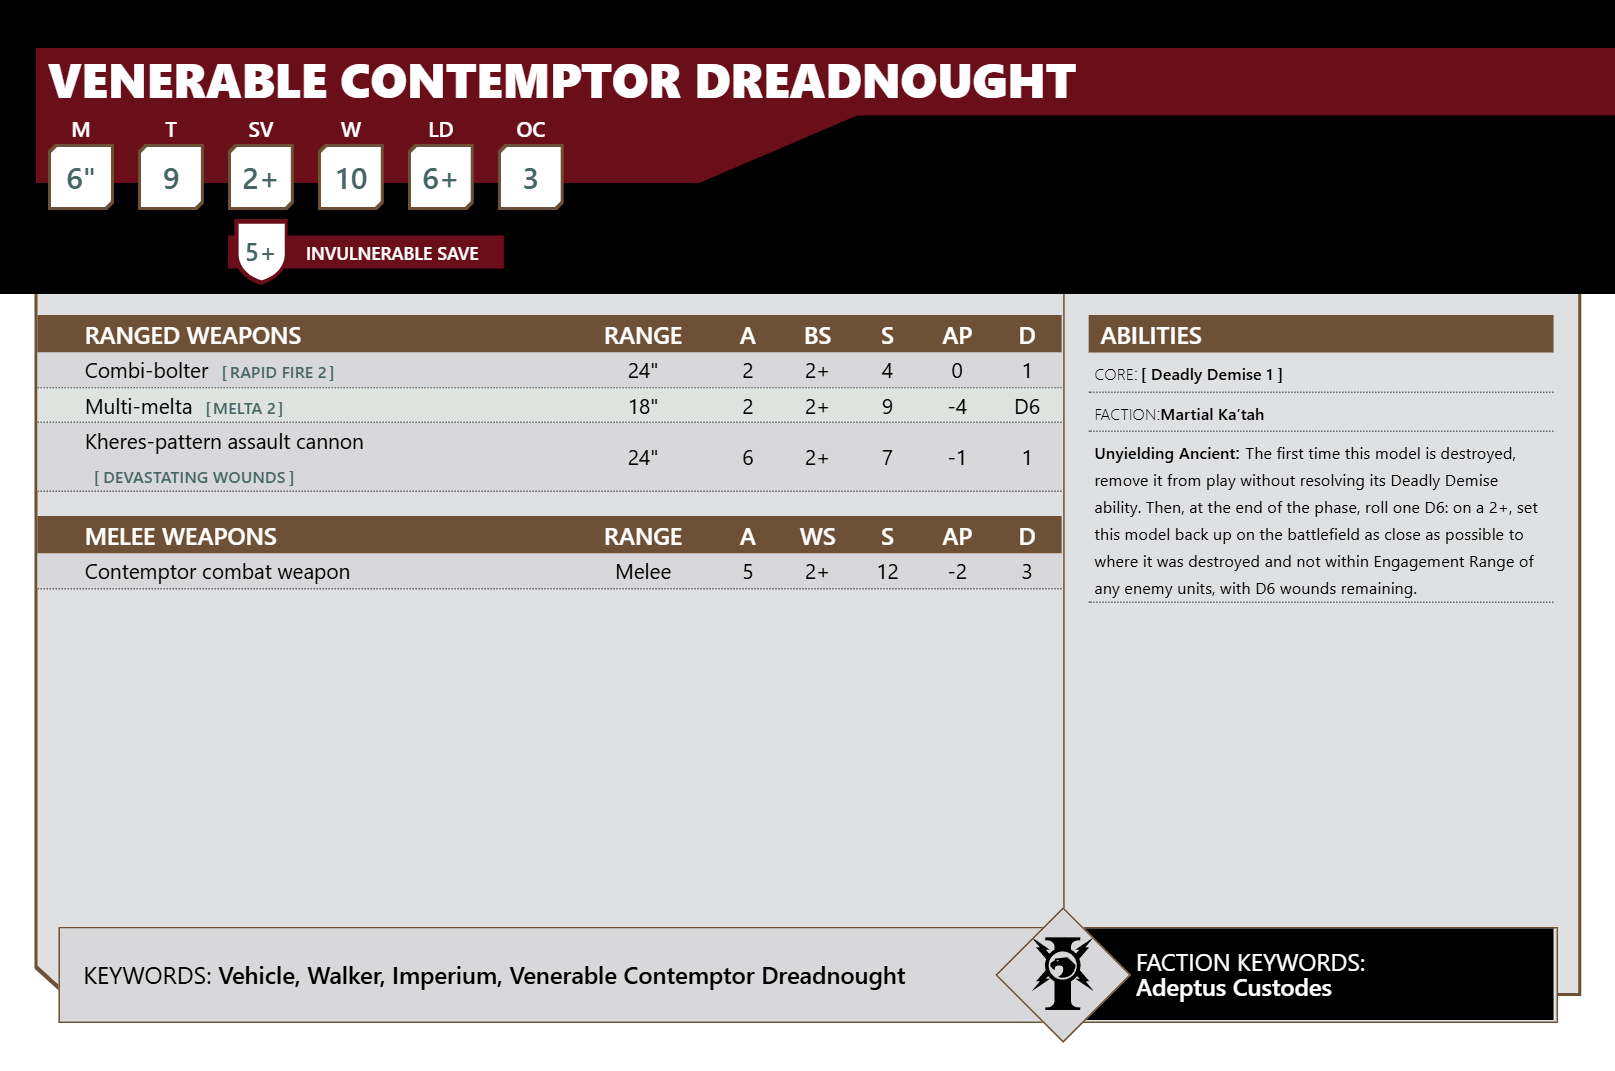 VENERABLE CONTEMPTOR DREADNOUGHT
M T SV W LD OC
6" 9 2+ 10 6+ 3
5+ INVULNERABLE SAVE
RANGED WEAPONS RANGE A BS S AP D
Combi-bolter [RAPID FIRE 2] 24" 2 2+ 4 0 1
Multi-melta [MELTA 2] 18" 2 2+ 9 -4 D6
Kheres-pattern assault cannon
[DEVASTATING WOUNDS] 24" 6 2+ 7 -1 1
MELEE WEAPONS RANGE A WS S AP D
Contemptor combat weapon Melee 5 2+ 12 -2 3
ABILITIES
CORE: [ Deadly Demise 1 ]
FACTION:Martial Ka’tah
Unyielding Ancient: The first time this model is destroyed,
remove it from play without resolving its Deadly Demise
ability. Then, at the end of the phase, roll one D6: on a 2+, set
this model back up on the battlefield as close as possible to
where it was destroyed and not within Engagement Range of
any enemy units, with D6 wounds remaining.
KEYWORDS: Vehicle, Walker, Imperium, Venerable Contemptor Dreadnought
FACTION KEYWORDS:
Adeptus Custodes